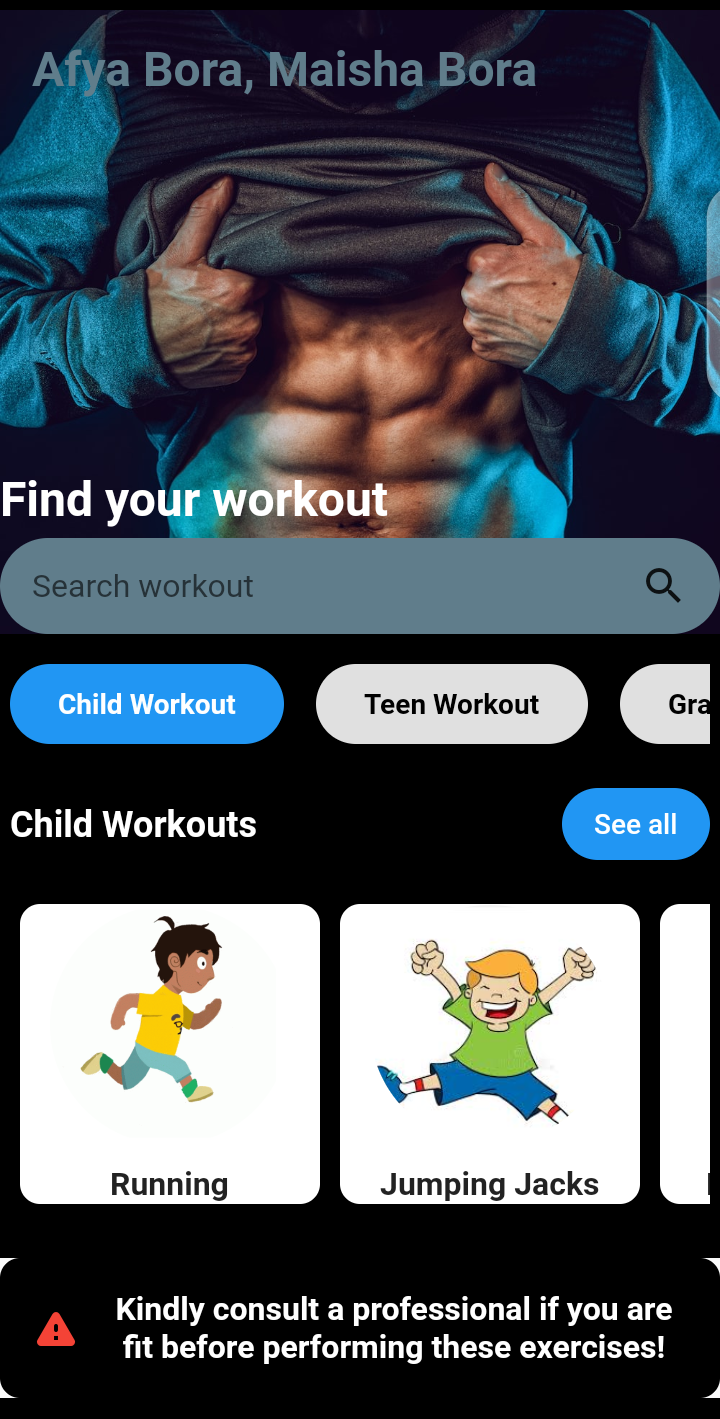 Afya Bora, Maisha Bora
Find your workout
Search workout
Child Workout
Teen Workout
Child Workouts
See all
Running
Jumping Jacks
Kindly consult a professional if you are
fit before performing these exercises!